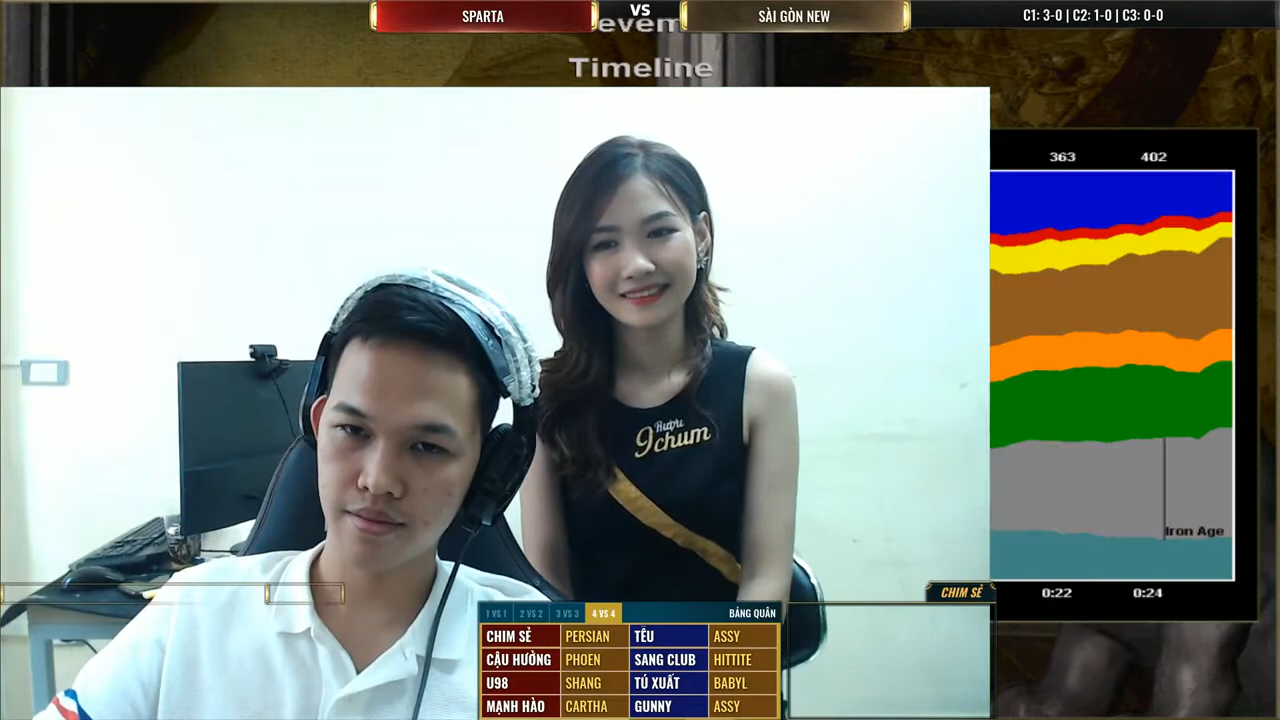 SPARTA
VS
SÀI GÒN NEW
C1: 3-0 | C2: 1-0 | C3: 0-0
Timeline
363 402
Rượu
9chum
Iron Age
0:22 0:24
CHIM SẺ
1 VS 1 2 VS 2 3 VS 3 4 VS 4 BẢNG QUÂN
CHIM SẺ PERSIAN TÊU ASSY
CẬU HƯỜNG PHOEN SANG CLUB HITTITE
U98 SHANG TÚ XUẤT BABYL
MẠNH HÀO CARTHA GUNNY ASSY